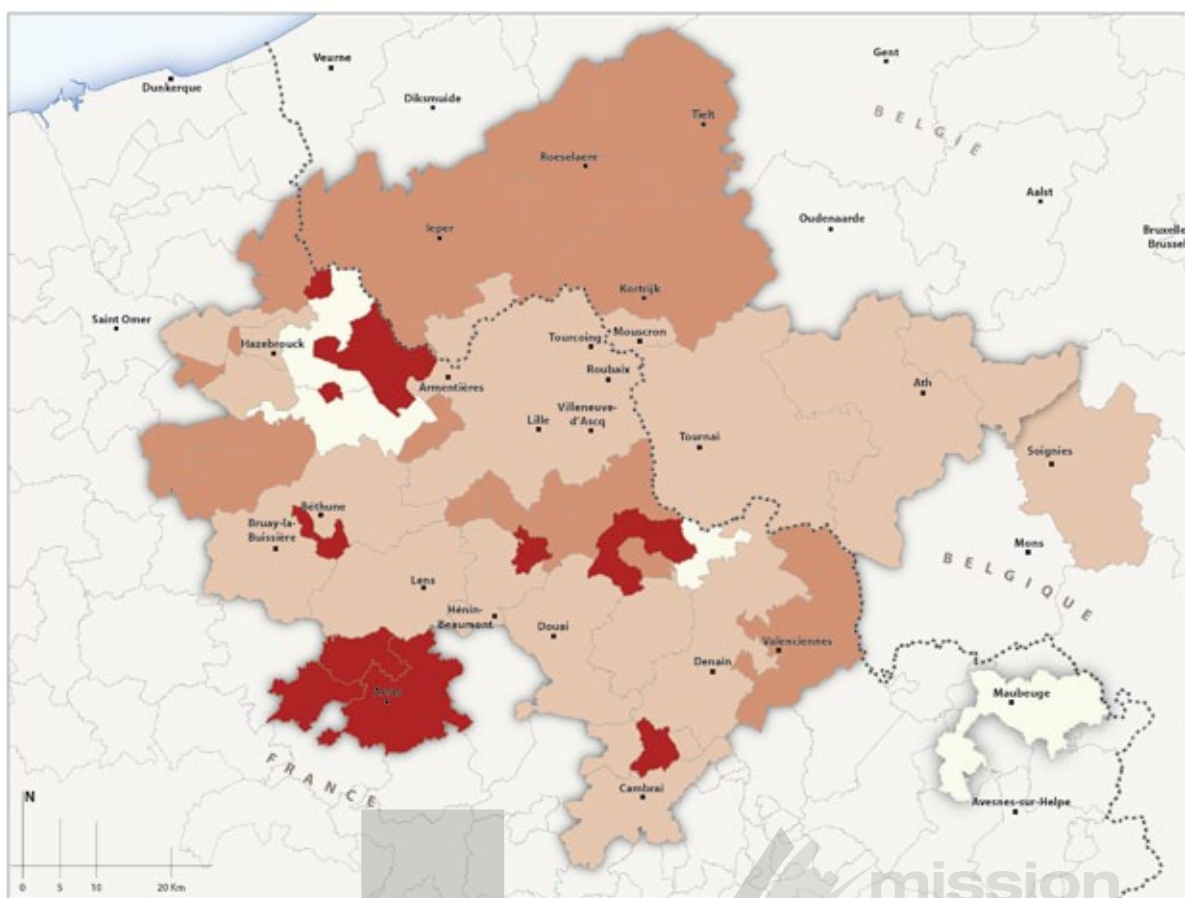 Gent
Veurne
Dunkerque
Diksmuide
Tielt
BELGIË
Roeselaere
Aalst
Oudenaarde
Ieper
Bruxelles
Brussel
Kortrijk
Saint Omer
Mouscron
Tourcoing
Hazebrouck
Roubaix
Armentières
Ath
Villeneuve-
d'Ascq
Lille
Tournai
Soignies
Béthune
Bruay-la-
Buissière
Mons
BELGIQUE
Lens
Hénin-
Beaumont
Douai
Valenciennes
Denain
Maubeuge
Arras
FRANCE
Cambrai
Avesnes-sur-Helpe
N
0 5 10 20 Km
mission